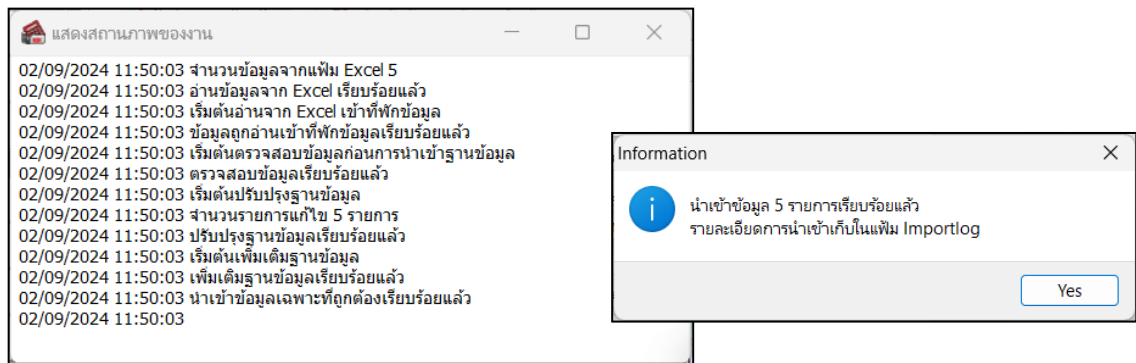 แสดงสถานภาพของงาน
02/09/2024 11:50:03 จำนวนข้อมูลจากแฟ้ม Excel 5
02/09/2024 11:50:03 อ่านข้อมูลจาก Excel เรียบร้อยแล้ว
02/09/2024 11:50:03 เริ่มต้นอ่านจาก Excel เข้าที่พักข้อมูล
02/09/2024 11:50:03 ข้อมูลถูกอ่านเข้าที่พักข้อมูลเรียบร้อยแล้ว
02/09/2024 11:50:03 เริ่มต้นตรวจสอบข้อมูลก่อนการนำเข้าฐานข้อมูล
02/09/2024 11:50:03 ตรวจสอบข้อมูลเรียบร้อยแล้ว
02/09/2024 11:50:03 เริ่มต้นปรับปรุงฐานข้อมูล
02/09/2024 11:50:03 จำนวนรายการแก้ไข 5 รายการ
02/09/2024 11:50:03 ปรับปรุงฐานข้อมูลเรียบร้อยแล้ว
02/09/2024 11:50:03 เริ่มต้นเพิ่มเติมฐานข้อมูล
02/09/2024 11:50:03 เพิ่มเติมฐานข้อมูลเรียบร้อยแล้ว
02/09/2024 11:50:03 นำเข้าข้อมูลเฉพาะที่ถูกต้องเรียบร้อยแล้ว
02/09/2024 11:50:03
Information
นำเข้าข้อมูล 5 รายการเรียบร้อยแล้ว
รายละเอียดการนำเข้าเก็บในแฟ้ม Importlog
Yes